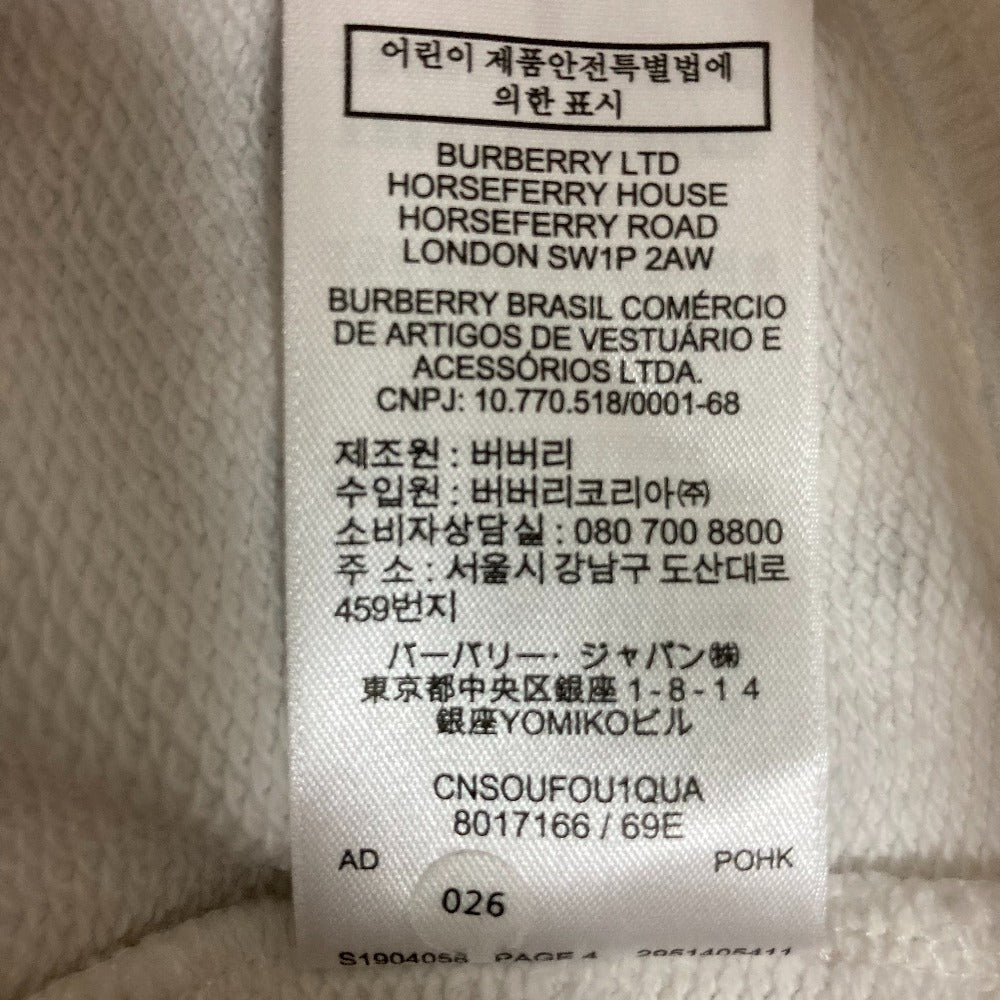 어린이 제품안전특별법에
의한 표시
BURBERRY LTD
HORSEFERRY HOUSE
HORSEFERRY ROAD
LONDON SW1P 2AW
BURBERRY BRASIL COMÉRCIO
DE ARTIGOS DE VESTUÁRIO E
ACESSÓRIOS LTDA.
CNPJ: 10.770.518/0001-68
제조원 : 버버리
수입원 : 버버리코리아㈜
소비자상담실 : 080 700 8800
주 소 : 서울시 강남구 도산대로
459번지
バーバリー・ジャパン㈱
東京都中央区銀座 1-8-14
銀座YOMIKOビル
CNSOUFOU1QUA
8017166 / 69E
AD POHK
026
S1904058 PAGE 4 2951405411